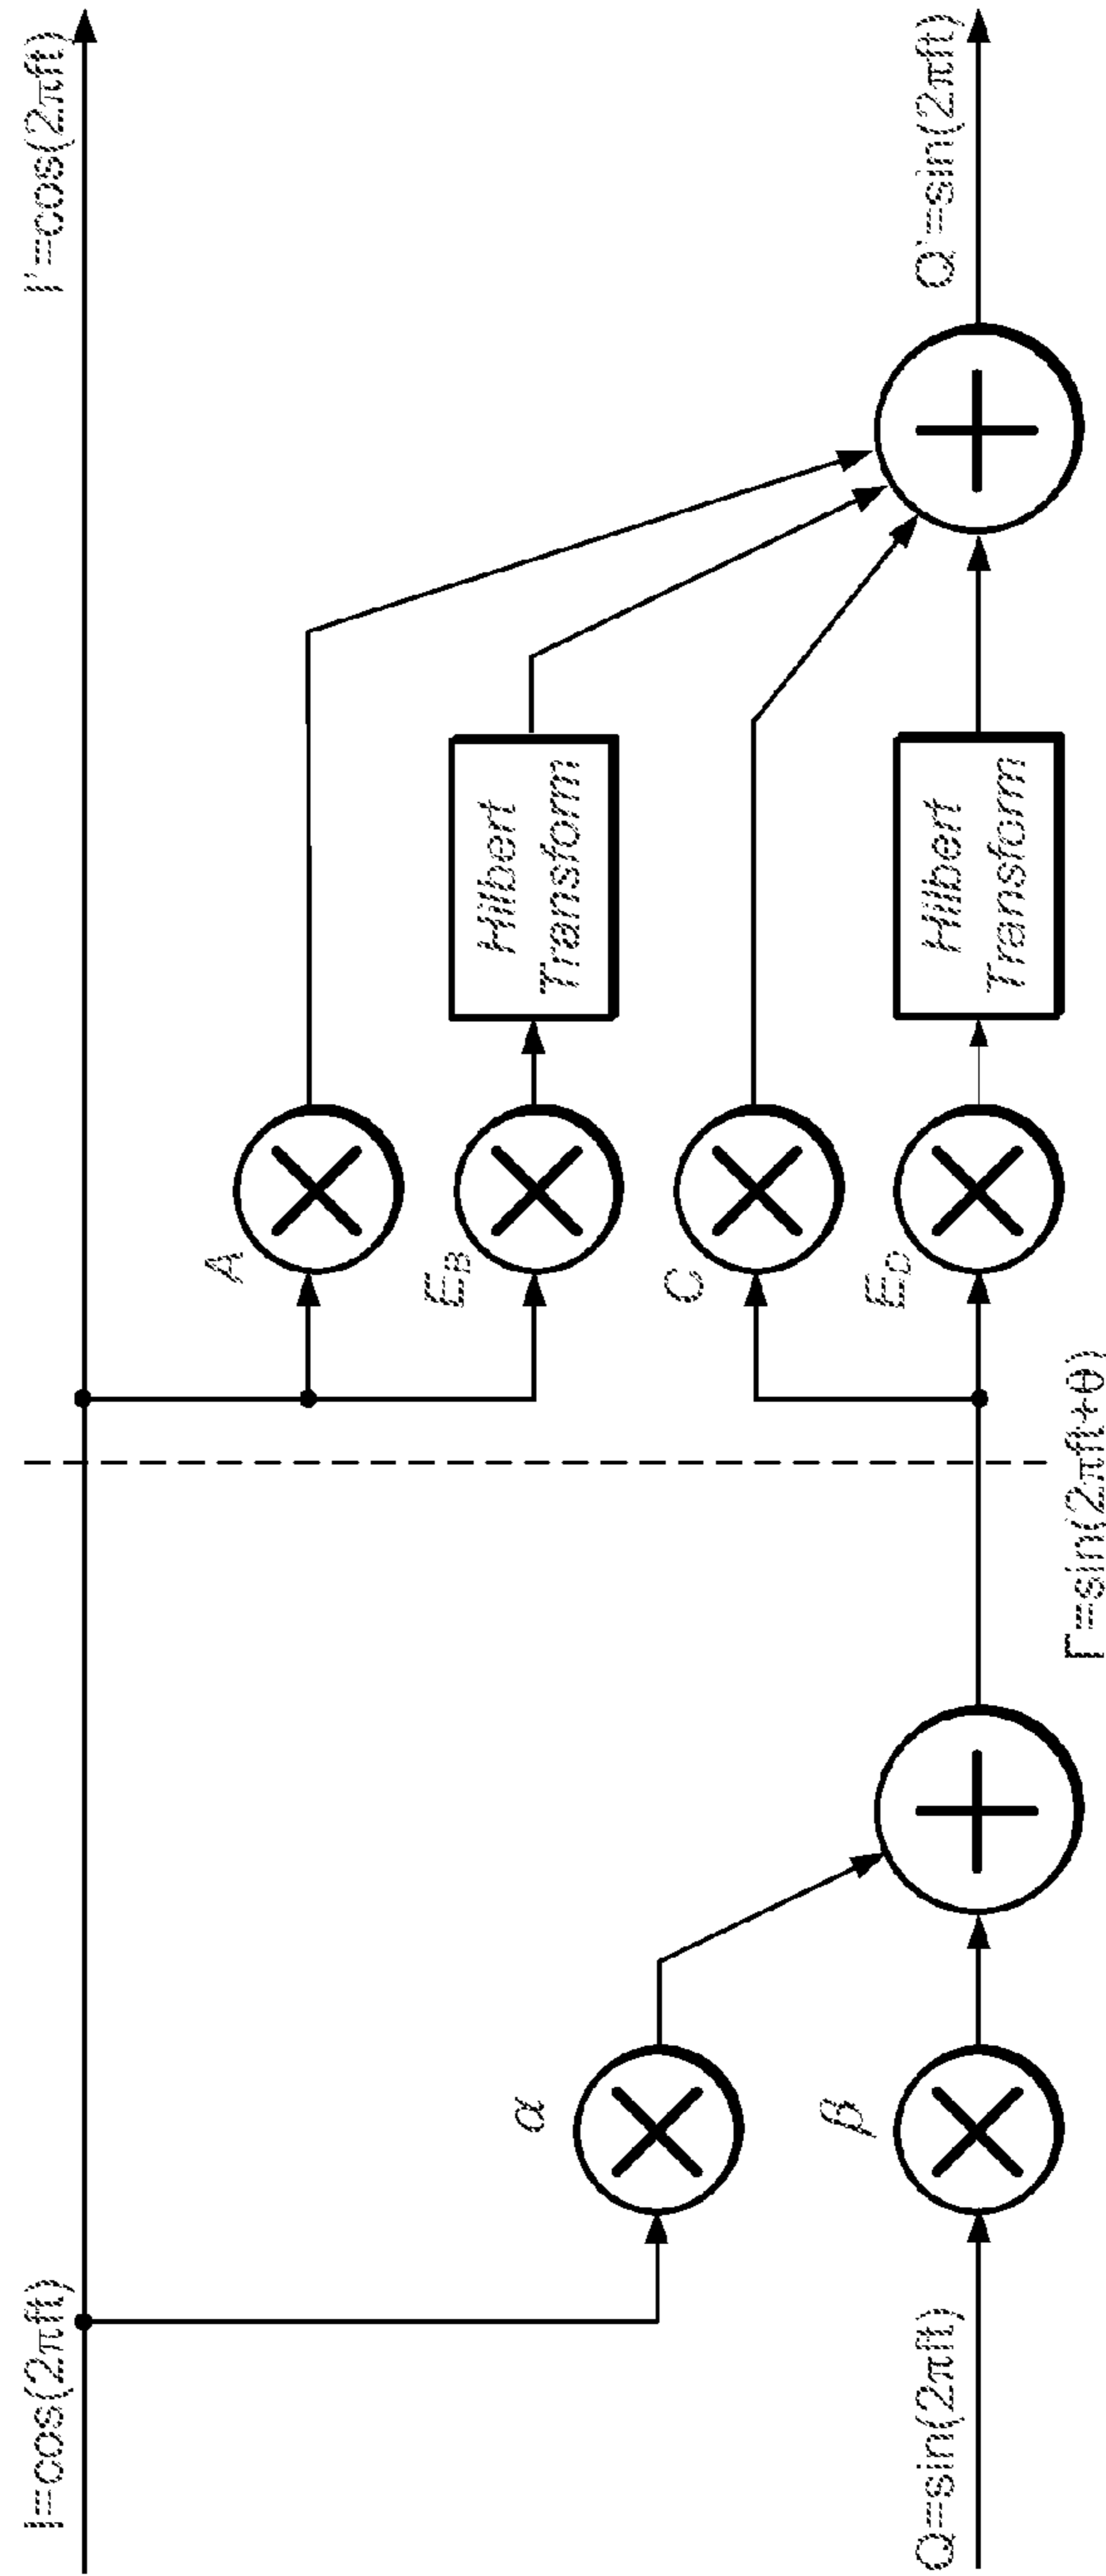 I=cos(2πft)
I'=cos(2πft)
α
A
E_B
Hilbert
Transform
C
β
E_D
Hilbert
Transform
Q=sin(2πft)
Q'=sin(2πft)
Γ=sin(2πft+θ)